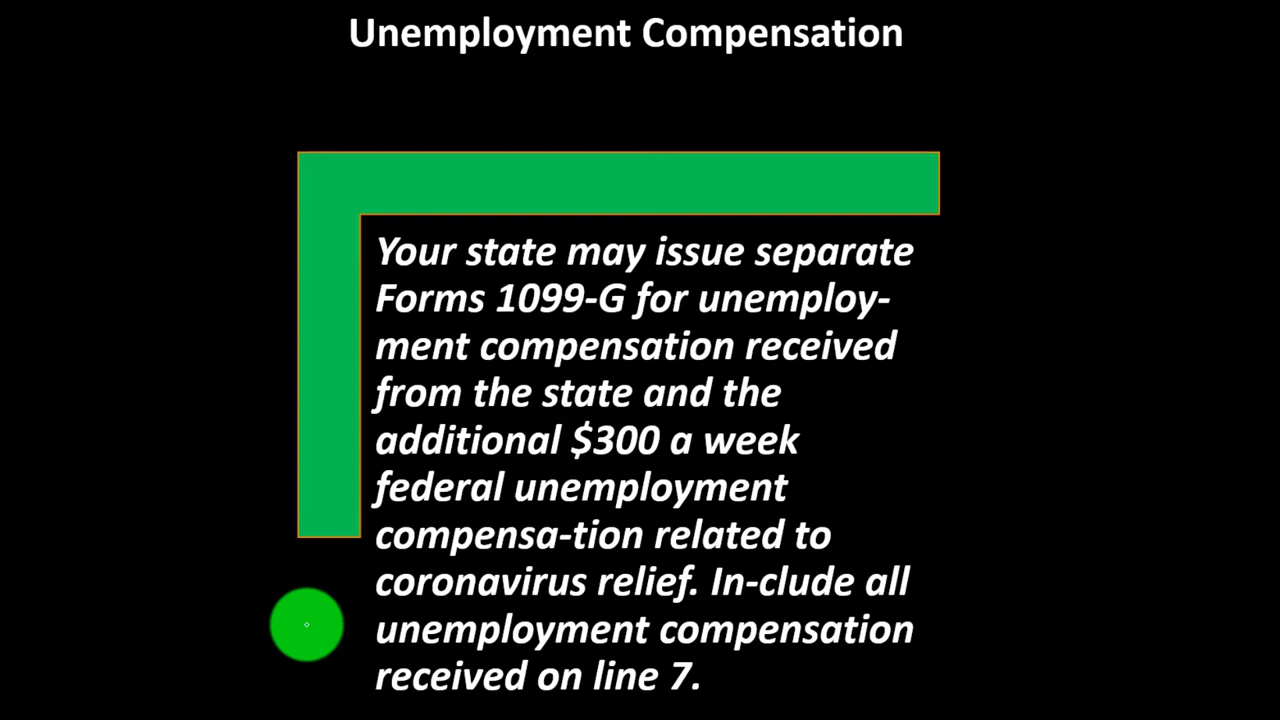 Unemployment Compensation
Your state may issue separate
Forms 1099-G for unemploy-
ment compensation received
from the state and the
additional $300 a week
federal unemployment
compensa-tion related to
coronavirus relief. In-clude all
unemployment compensation
received on line 7.